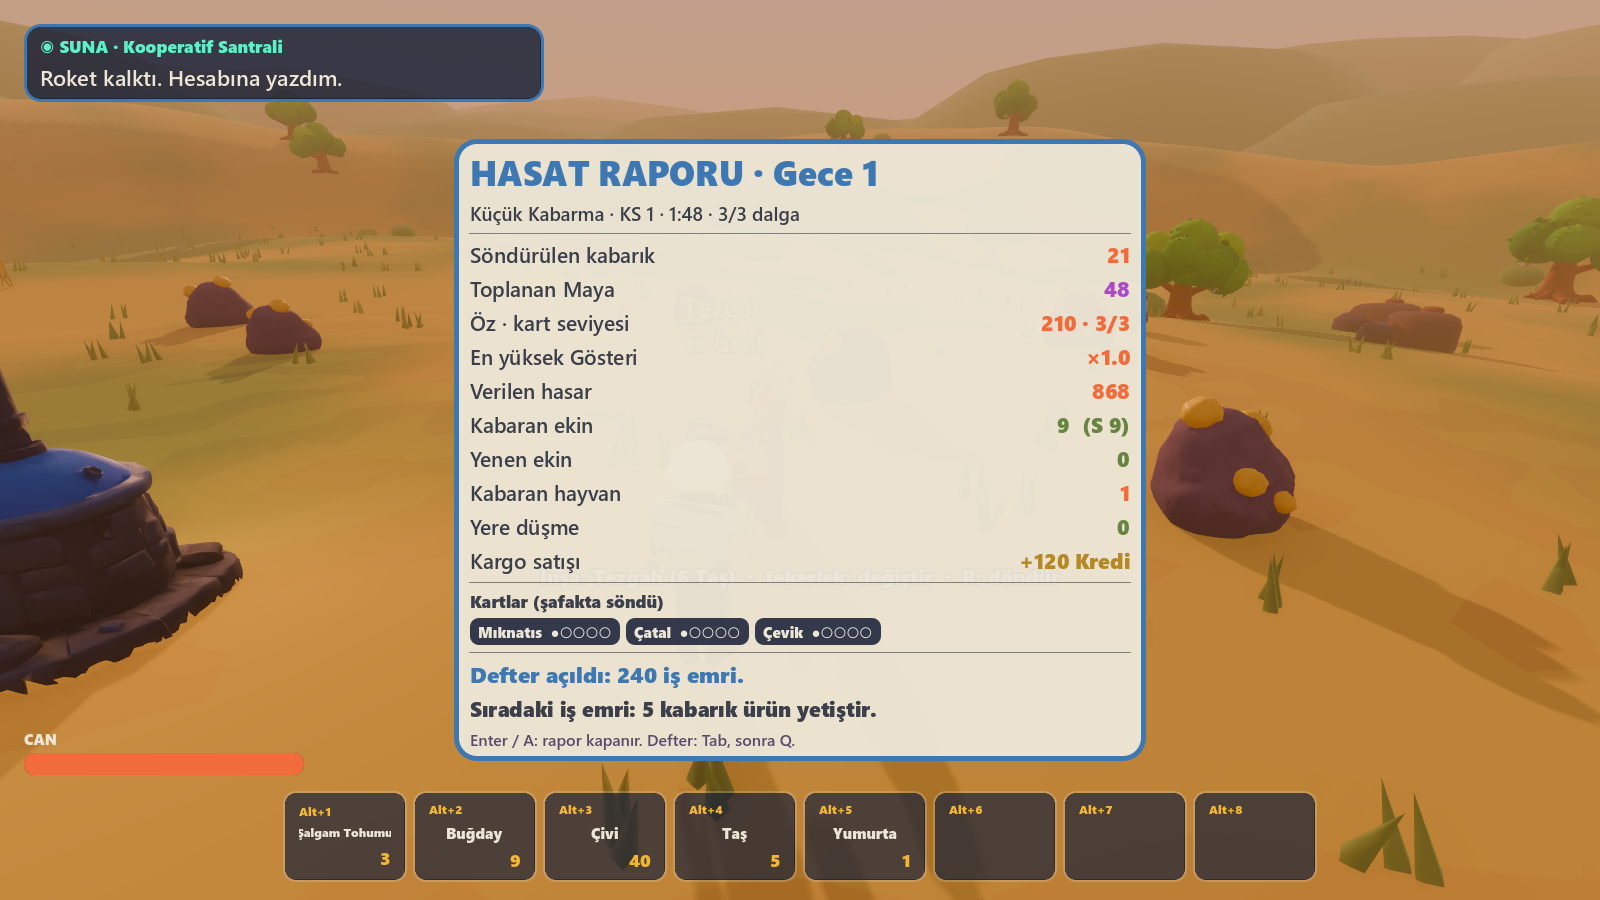 ◉ SUNA · Kooperatif Santrali
Roket kalktı. Hesabına yazdım.
HASAT RAPORU · Gece 1
Küçük Kabarma · KS 1 · 1:48 · 3/3 dalga
Söndürülen kabarık 21
Toplanan Maya 48
Öz · kart seviyesi 210 · 3/3
En yüksek Gösteri ×1.0
Verilen hasar 868
Kabaran ekin 9 (S 9)
Yenen ekin 0
Kabaran hayvan 1
Yere düşme 0
Kargo satışı +120 Kredi
Kartlar (şafakta söndü)
Mıknatıs ●○○○○ Çatal ●○○○○ Çevik ●○○○○
Defter açıldı: 240 iş emri.
Sıradaki iş emri: 5 kabarık ürün yetiştir.
Enter / A: rapor kapanır. Defter: Tab, sonra Q.
CAN
Alt+1 Alt+2 Alt+3 Alt+4 Alt+5 Alt+6 Alt+7 Alt+8
Şalgam Tohumu Buğday Çivi Taş Yumurta
3 9 40 5 1